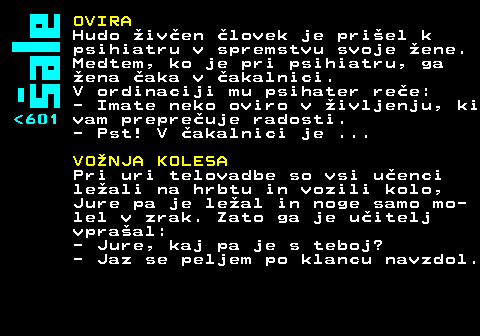 šale
<601
OVIRA
Hudo živčen človek je prišel k
psihiatru v spremstvu svoje žene.
Medtem, ko je pri psihiatru, ga
žena čaka v čakalnici.
V ordinaciji mu psihater reče:
- Imate neko oviro v življenju, ki
vam preprečuje radosti.
- Pst! V čakalnici je ...
VOŽNJA KOLESA
Pri uri telovadbe so vsi učenci
ležali na hrbtu in vozili kolo,
Jure pa je ležal in noge samo mo-
lel v zrak. Zato ga je učitelj
vprašal:
- Jure, kaj pa je s teboj?
- Jaz se peljem po klancu navzdol.